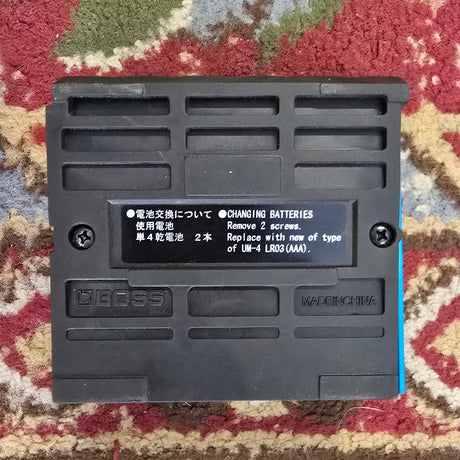 ●電池交換について
使用電池
単4乾電池 2本
●CHANGING BATTERIES
Remove 2 screws.
Replace with new of type
of UM-4 LR03(AAA).
BOSS
MADE IN CHINA